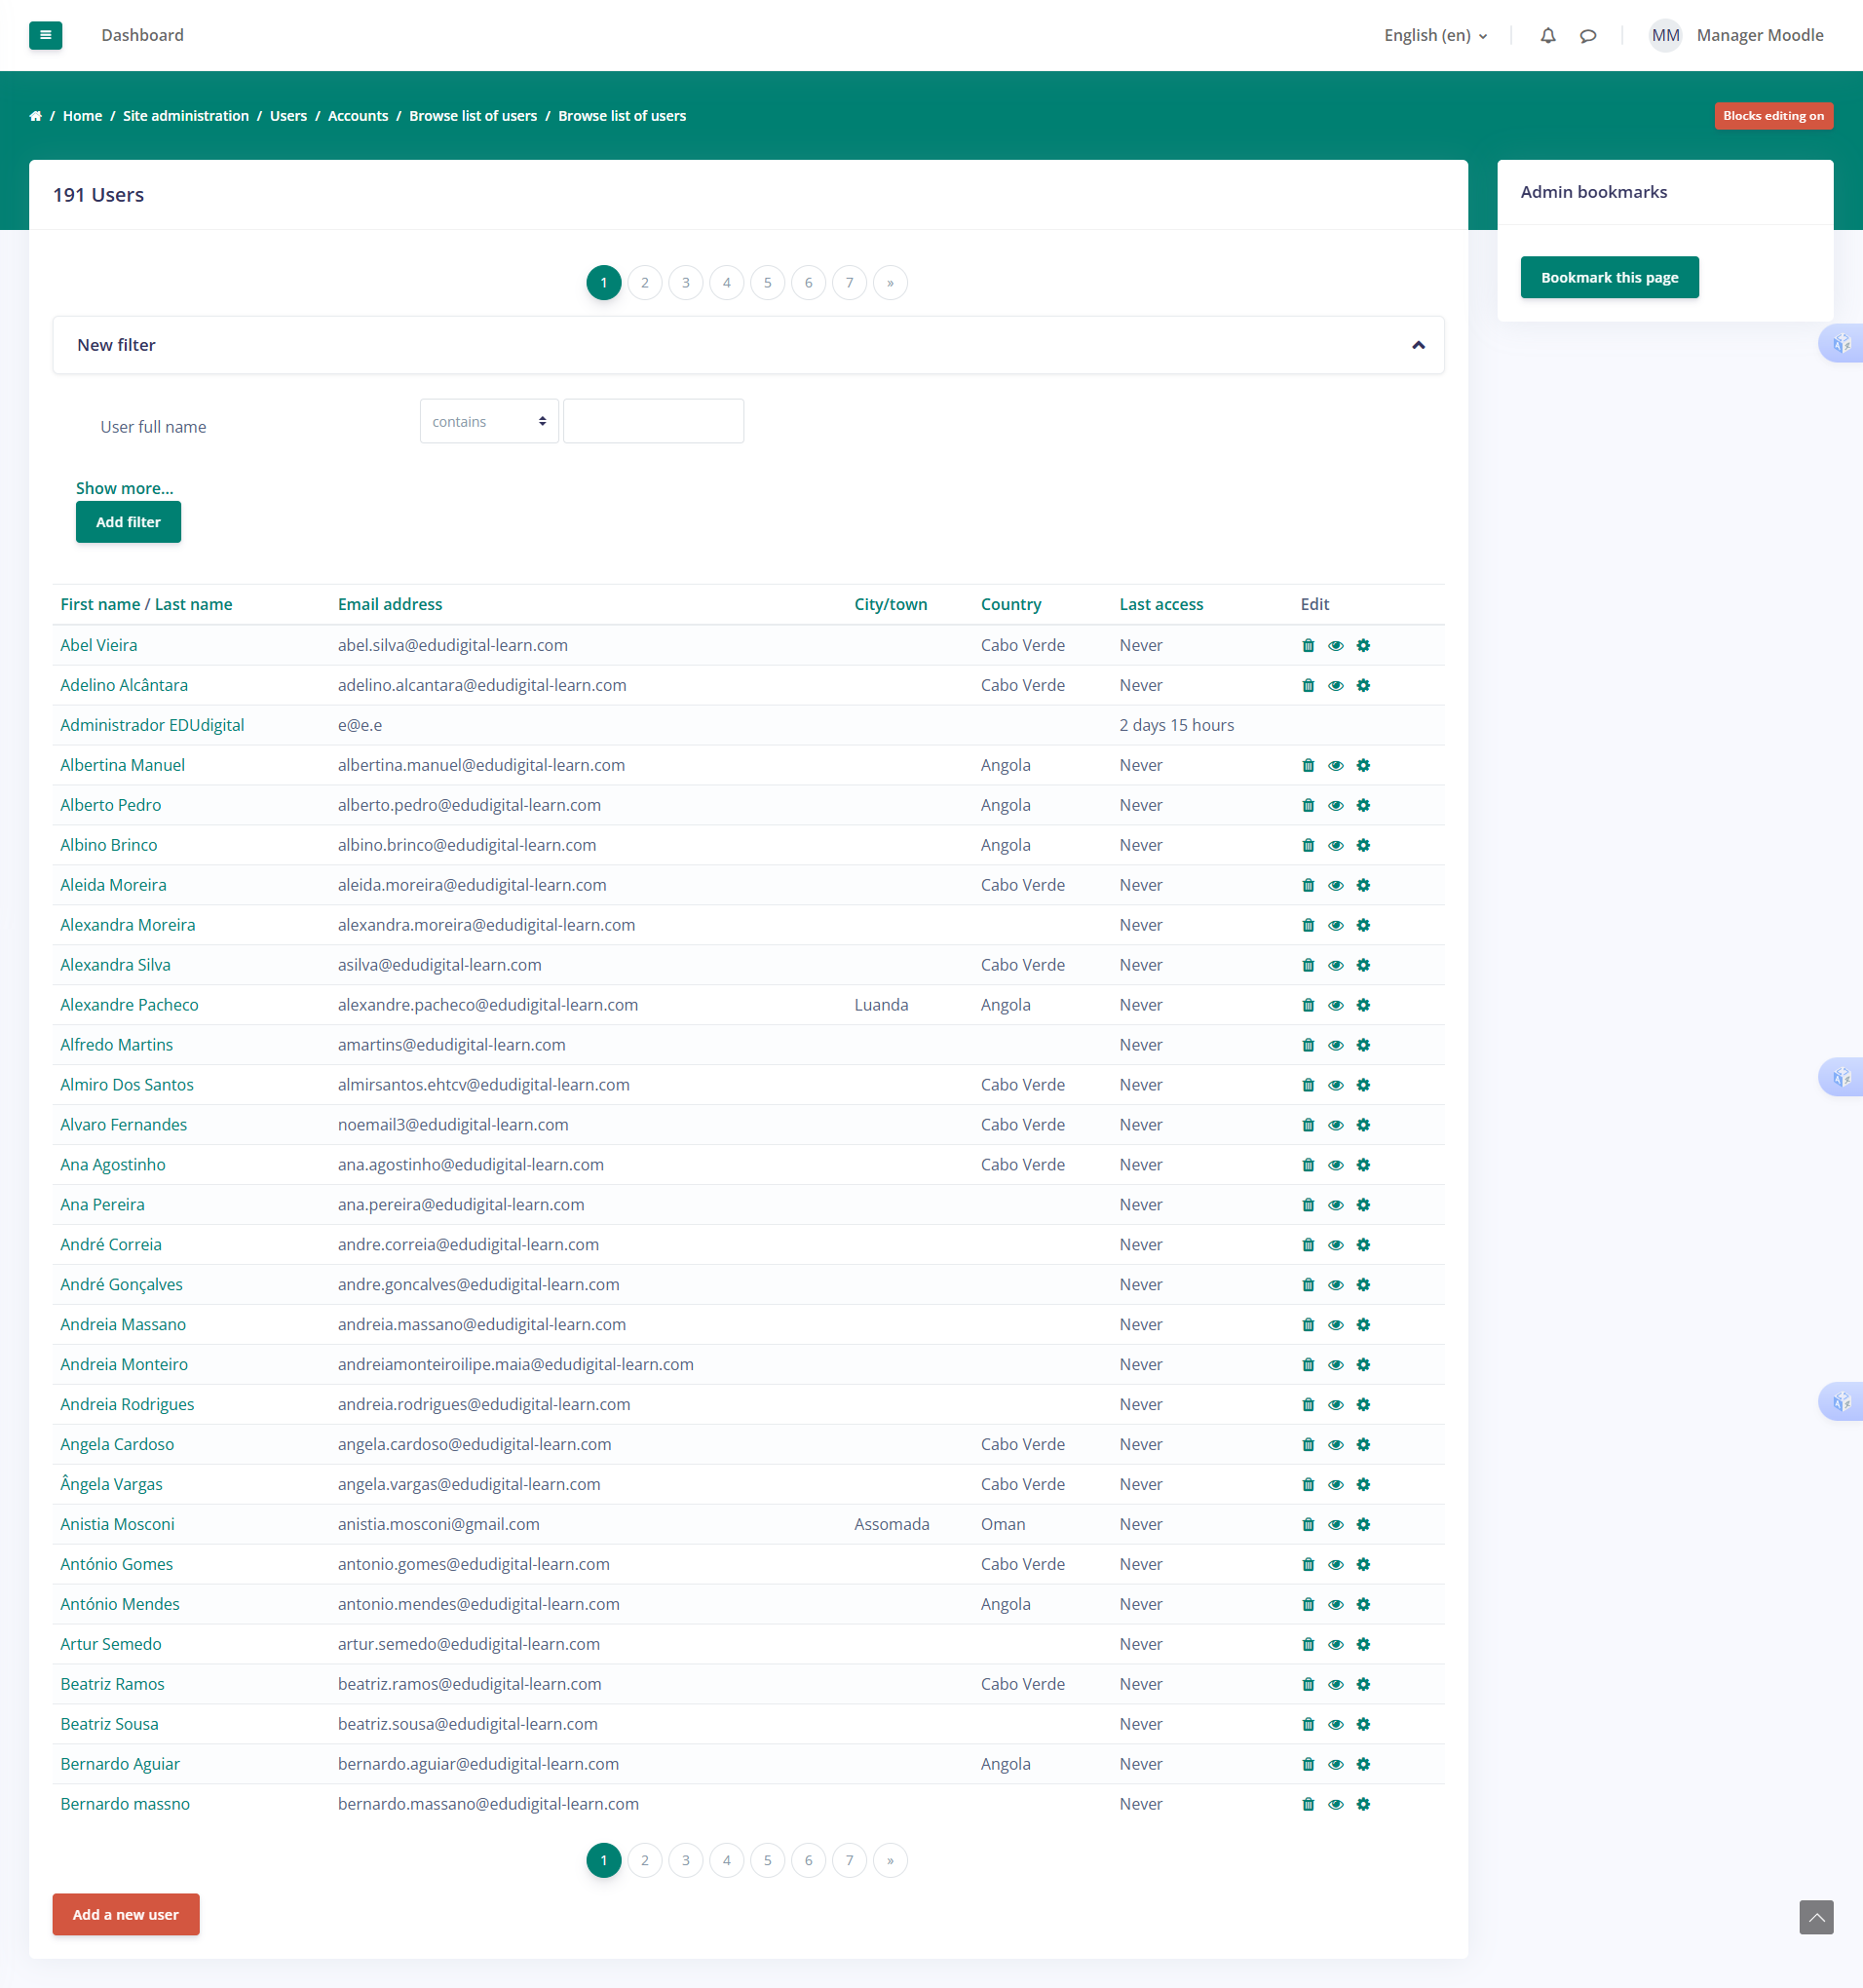 Dashboard English (en) MM Manager Moodle
/ Home / Site administration / Users / Accounts / Browse list of users / Browse list of users Blocks editing on
191 Users
Admin bookmarks
Bookmark this page
1 2 3 4 5 6 7 »
New filter
User full name contains
Show more...
Add filter
First name / Last name Email address City/town Country Last access Edit
Abel Vieira abel.silva@edudigital-learn.com Cabo Verde Never
Adelino Alcântara adelino.alcantara@edudigital-learn.com Cabo Verde Never
Administrador EDUdigital e@e.e 2 days 15 hours
Albertina Manuel albertina.manuel@edudigital-learn.com Angola Never
Alberto Pedro alberto.pedro@edudigital-learn.com Angola Never
Albino Brinco albino.brinco@edudigital-learn.com Angola Never
Aleida Moreira aleida.moreira@edudigital-learn.com Cabo Verde Never
Alexandra Moreira alexandra.moreira@edudigital-learn.com Never
Alexandra Silva asilva@edudigital-learn.com Cabo Verde Never
Alexandre Pacheco alexandre.pacheco@edudigital-learn.com Luanda Angola Never
Alfredo Martins amartins@edudigital-learn.com Never
Almiro Dos Santos almirsantos.ehtcv@edudigital-learn.com Cabo Verde Never
Alvaro Fernandes noemail3@edudigital-learn.com Cabo Verde Never
Ana Agostinho ana.agostinho@edudigital-learn.com Cabo Verde Never
Ana Pereira ana.pereira@edudigital-learn.com Never
André Correia andre.correia@edudigital-learn.com Never
André Gonçalves andre.goncalves@edudigital-learn.com Never
Andreia Massano andreia.massano@edudigital-learn.com Never
Andreia Monteiro andreiamonteiroilipe.maia@edudigital-learn.com Never
Andreia Rodrigues andreia.rodrigues@edudigital-learn.com Never
Angela Cardoso angela.cardoso@edudigital-learn.com Cabo Verde Never
Ângela Vargas angela.vargas@edudigital-learn.com Cabo Verde Never
Anistia Mosconi anistia.mosconi@gmail.com Assomada Oman Never
António Gomes antonio.gomes@edudigital-learn.com Cabo Verde Never
António Mendes antonio.mendes@edudigital-learn.com Angola Never
Artur Semedo artur.semedo@edudigital-learn.com Never
Beatriz Ramos beatriz.ramos@edudigital-learn.com Cabo Verde Never
Beatriz Sousa beatriz.sousa@edudigital-learn.com Never
Bernardo Aguiar bernardo.aguiar@edudigital-learn.com Angola Never
Bernardo massno bernardo.massano@edudigital-learn.com Never
1 2 3 4 5 6 7 »
Add a new user